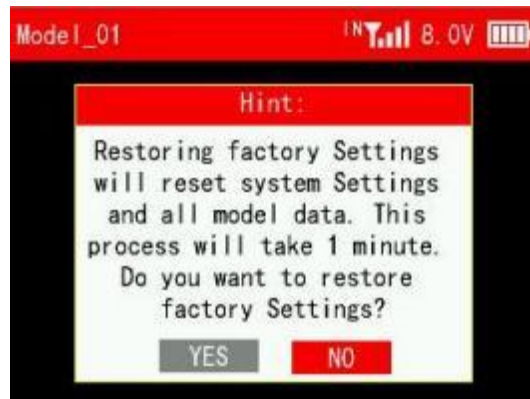 Model_01 IN 8.0V
Hint:
Restoring factory Settings
will reset system Settings
and all model data. This
process will take 1 minute.
Do you want to restore
factory Settings?
YES NO